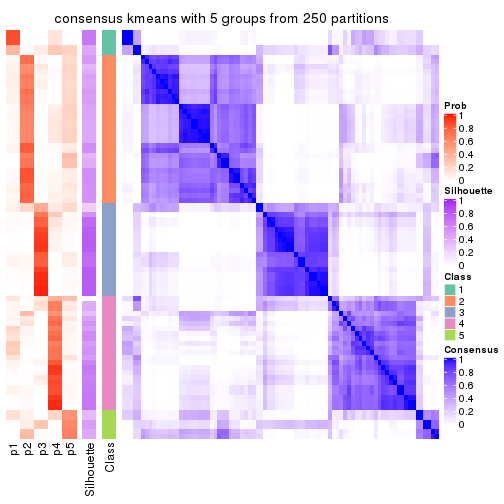 consensus kmeans with 5 groups from 250 partitions
Prob
1
0.8
0.6
0.4
0.2
0
Silhouette
1
0.8
0.6
0.4
0.2
0
Class
1
2
3
4
5
Consensus
1
0.8
0.6
0.4
0.2
0
p1
p2
p3
p4
p5
Silhouette
Class